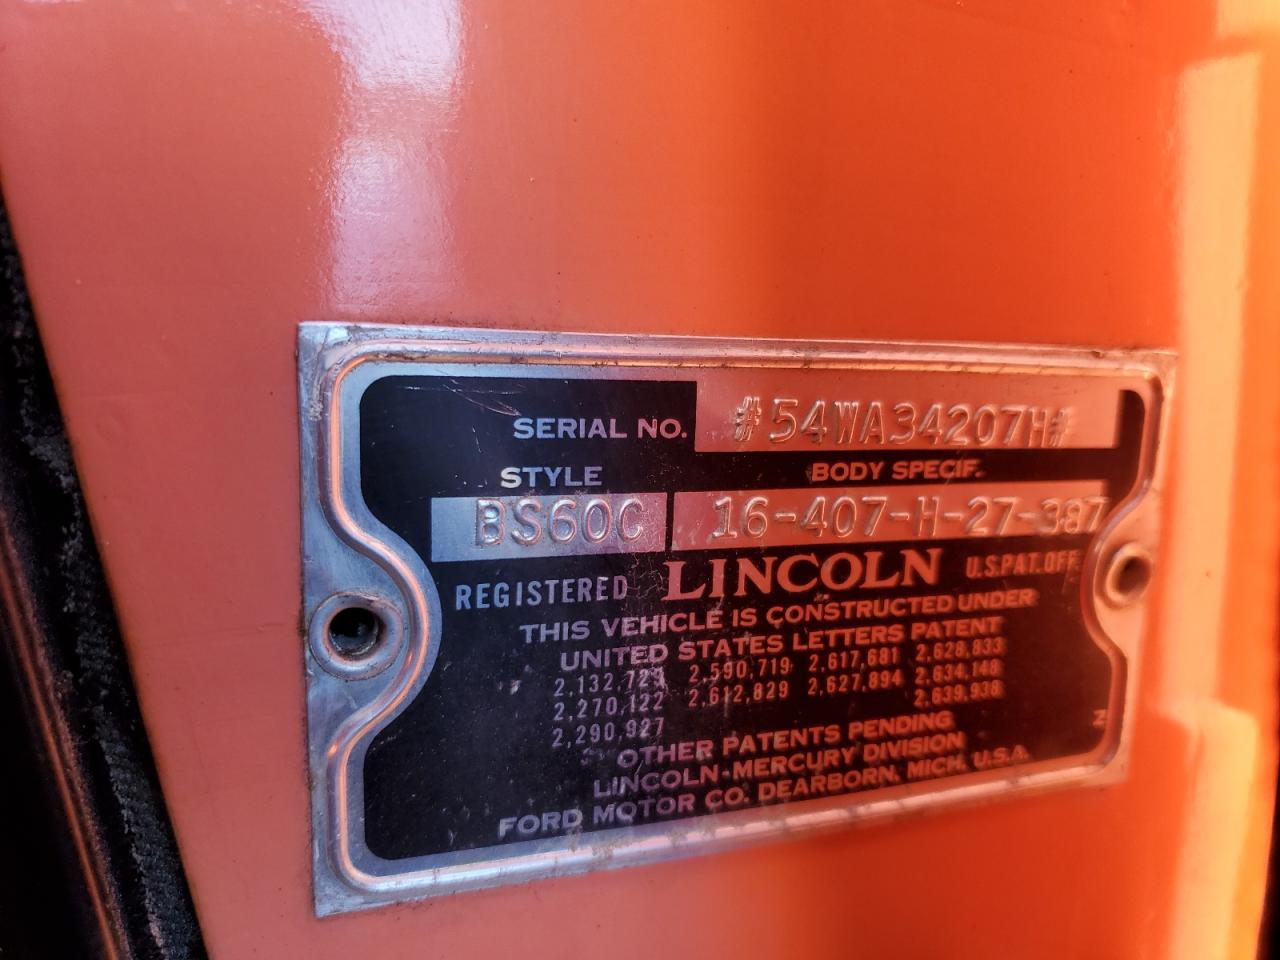 SERIAL NO. #54WA34207H#
STYLE BODY SPECIF.
BS60C 16-407-H-27-387
REGISTERED LINCOLN U.S.PAT.OFF.
THIS VEHICLE IS CONSTRUCTED UNDER
UNITED STATES LETTERS PATENT
2,132,723 2,590,719 2,617,681 2,628,833
2,270,122 2,612,829 2,627,894 2,634,148
2,290,927 2,639,938
OTHER PATENTS PENDING
LINCOLN-MERCURY DIVISION
FORD MOTOR CO. DEARBORN, MICH. U.S.A.